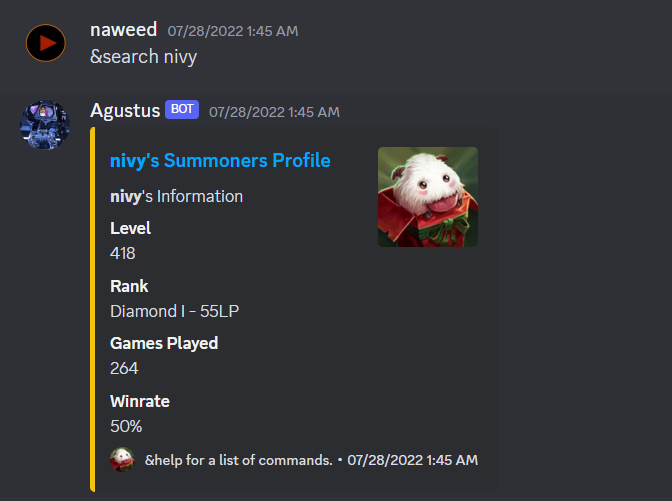 naweed 07/28/2022 1:45 AM
&search nivy
Agustus BOT 07/28/2022 1:45 AM
nivy's Summoners Profile
nivy's Information
Level
418
Rank
Diamond I - 55LP
Games Played
264
Winrate
50%
&help for a list of commands. • 07/28/2022 1:45 AM